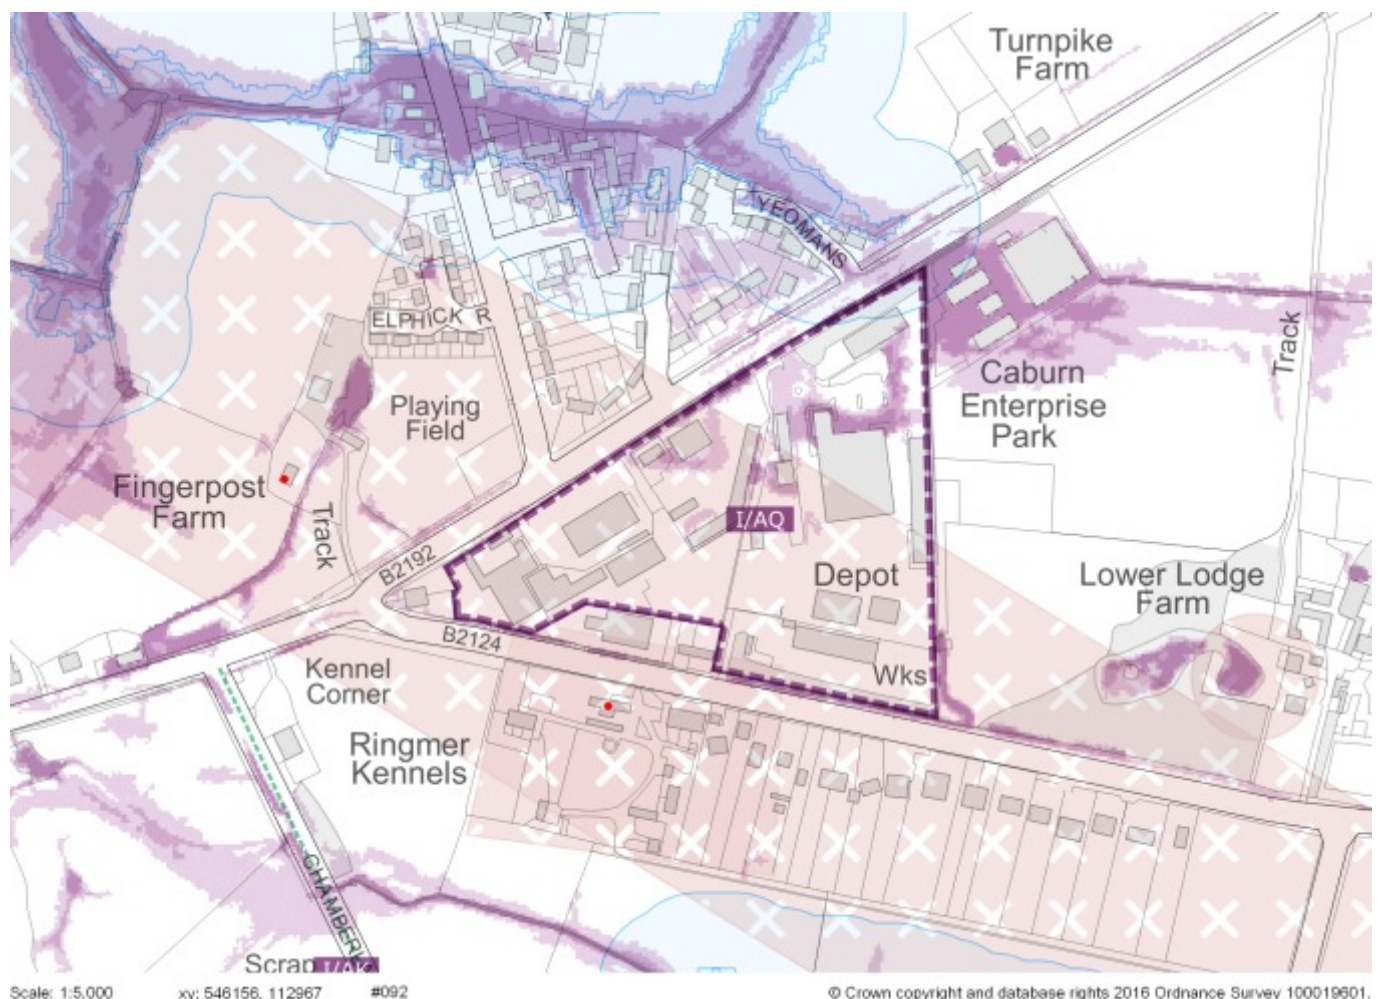 Turnpike
Farm
YEOMANS
ELPHICK R
Track
Caburn
Enterprise
Park
Playing
Field
Fingerpost
Farm
Track
I/AQ
B2192
Depot
Lower Lodge
Farm
B2124
Kennel
Corner
Wks
Ringmer
Kennels
Scrap
Scale: 1:5,000 xy: 546156, 112967 #092 © Crown copyright and database rights 2016 Ordnance Survey 100019601.